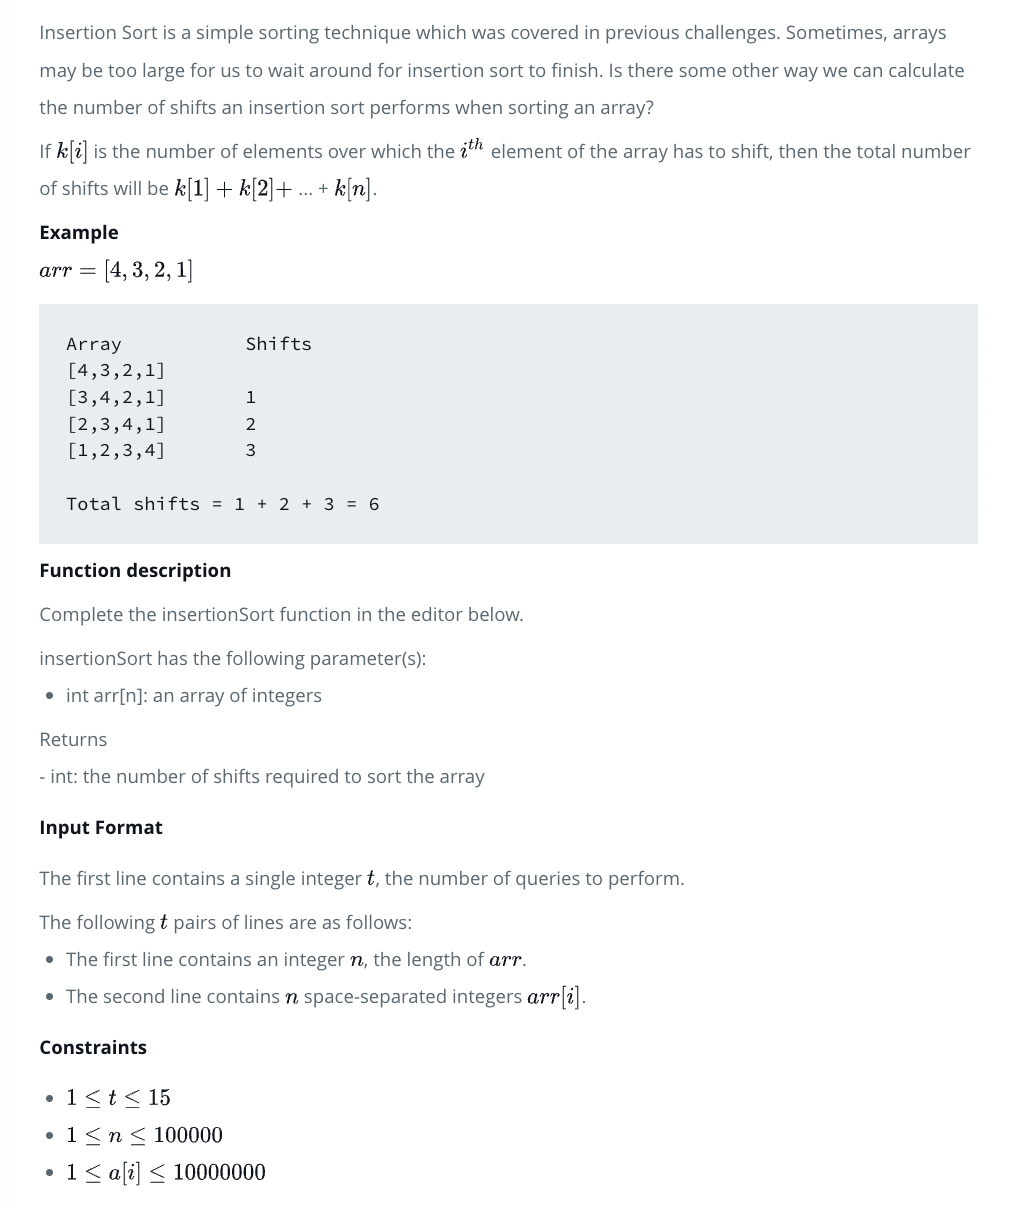 Insertion Sort is a simple sorting technique which was covered in previous challenges. Sometimes, arrays
may be too large for us to wait around for insertion sort to finish. Is there some other way we can calculate
the number of shifts an insertion sort performs when sorting an array?
If k[i] is the number of elements over which the i^th element of the array has to shift, then the total number
of shifts will be k[1] + k[2]+ ... + k[n].
Example
arr = [4, 3, 2, 1]
Array Shifts
[4,3,2,1]
[3,4,2,1] 1
[2,3,4,1] 2
[1,2,3,4] 3
Total shifts = 1 + 2 + 3 = 6
Function description
Complete the insertionSort function in the editor below.
insertionSort has the following parameter(s):
• int arr[n]: an array of integers
Returns
- int: the number of shifts required to sort the array
Input Format
The first line contains a single integer t, the number of queries to perform.
The following t pairs of lines are as follows:
• The first line contains an integer n, the length of arr.
• The second line contains n space-separated integers arr[i].
Constraints
• 1 ≤ t ≤ 15
• 1 ≤ n ≤ 100000
• 1 ≤ a[i] ≤ 10000000